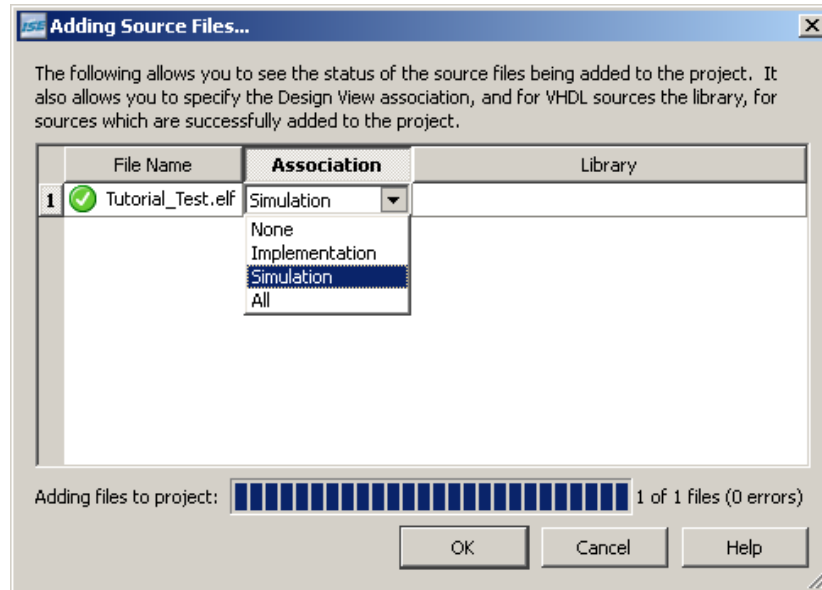 ISE Adding Source Files...
The following allows you to see the status of the source files being added to the project. It
also allows you to specify the Design View association, and for VHDL sources the library, for
sources which are successfully added to the project.
File Name Association Library
1 Tutorial_Test.elf Simulation
None
Implementation
Simulation
All
Adding files to project: 1 of 1 files (0 errors)
OK Cancel Help